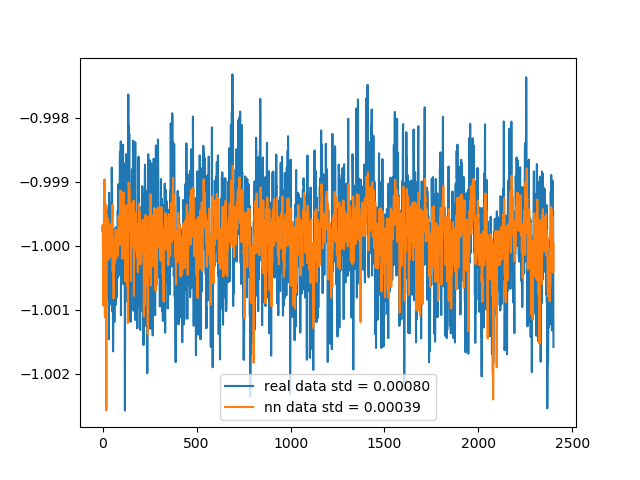 −0.998
−0.999
−1.000
−1.001
−1.002
real data std = 0.00080
nn data std = 0.00039
0 500 1000 1500 2000 2500